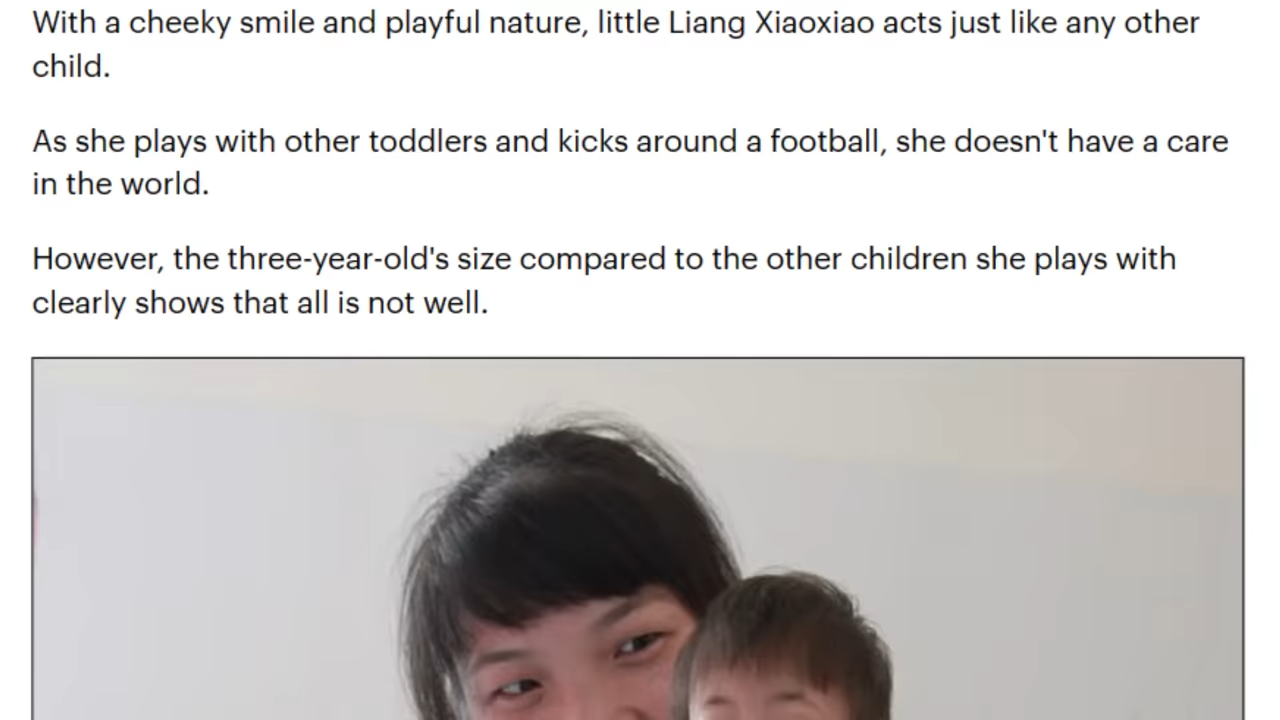 With a cheeky smile and playful nature, little Liang Xiaoxiao acts just like any other
child.
As she plays with other toddlers and kicks around a football, she doesn't have a care
in the world.
However, the three-year-old's size compared to the other children she plays with
clearly shows that all is not well.